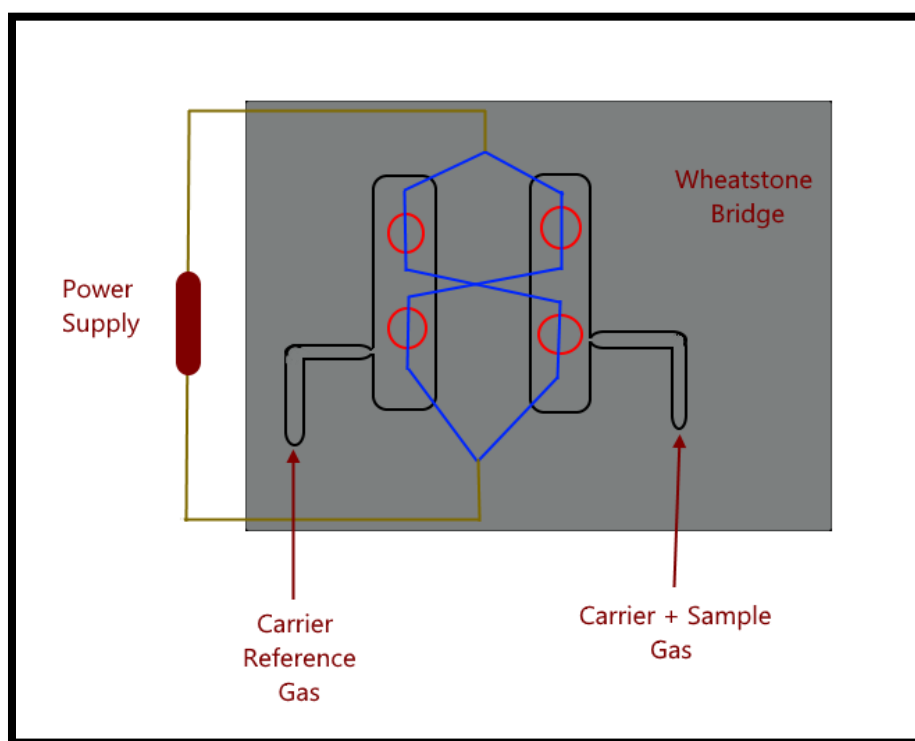 Wheatstone
Bridge
Power
Supply
Carrier
Reference
Gas
Carrier + Sample
Gas